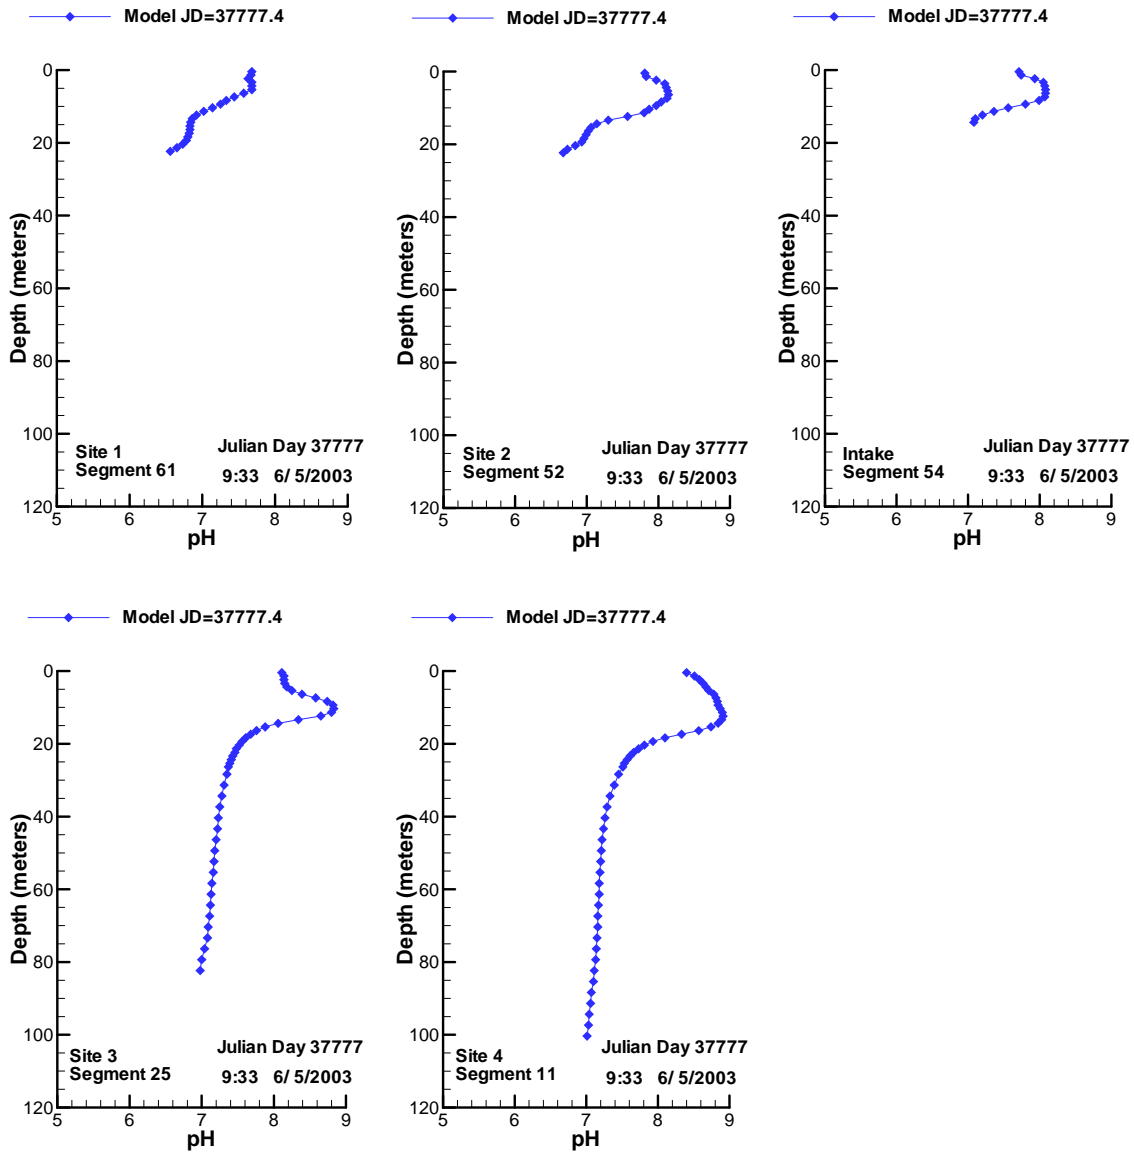 Model JD=37777.4
0
20
40
60
80
100
120
Depth (meters)
Site 1
Segment 61
Julian Day 37777
9:33 6/ 5/2003
5 6 7 8 9
pH
Model JD=37777.4
0
20
40
60
80
100
120
Depth (meters)
Site 2
Segment 52
Julian Day 37777
9:33 6/ 5/2003
5 6 7 8 9
pH
Model JD=37777.4
0
20
40
60
80
100
120
Depth (meters)
Intake
Segment 54
Julian Day 37777
9:33 6/ 5/2003
5 6 7 8 9
pH
Model JD=37777.4
0
20
40
60
80
100
120
Depth (meters)
Site 3
Segment 25
Julian Day 37777
9:33 6/ 5/2003
5 6 7 8 9
pH
Model JD=37777.4
0
20
40
60
80
100
120
Depth (meters)
Site 4
Segment 11
Julian Day 37777
9:33 6/ 5/2003
5 6 7 8 9
pH